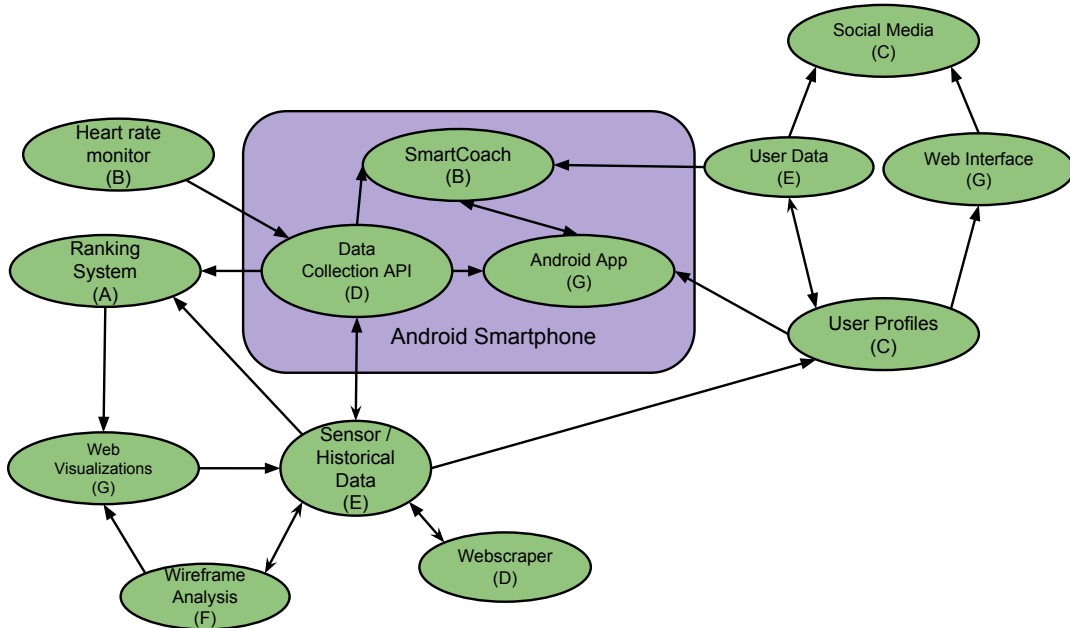 Social Media
(C)
Heart rate
monitor
(B)
SmartCoach
(B)
User Data
(E)
Web Interface
(G)
Ranking
System
(A)
Data
Collection API
(D)
Android App
(G)
User Profiles
(C)
Android Smartphone
Web
Visualizations
(G)
Sensor /
Historical
Data
(E)
Webscraper
(D)
Wireframe
Analysis
(F)